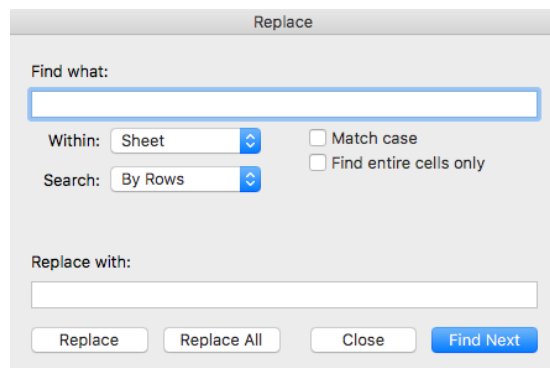 Replace
Find what:
Within: Sheet
Match case
Find entire cells only
Search: By Rows
Replace with:
Replace Replace All Close Find Next